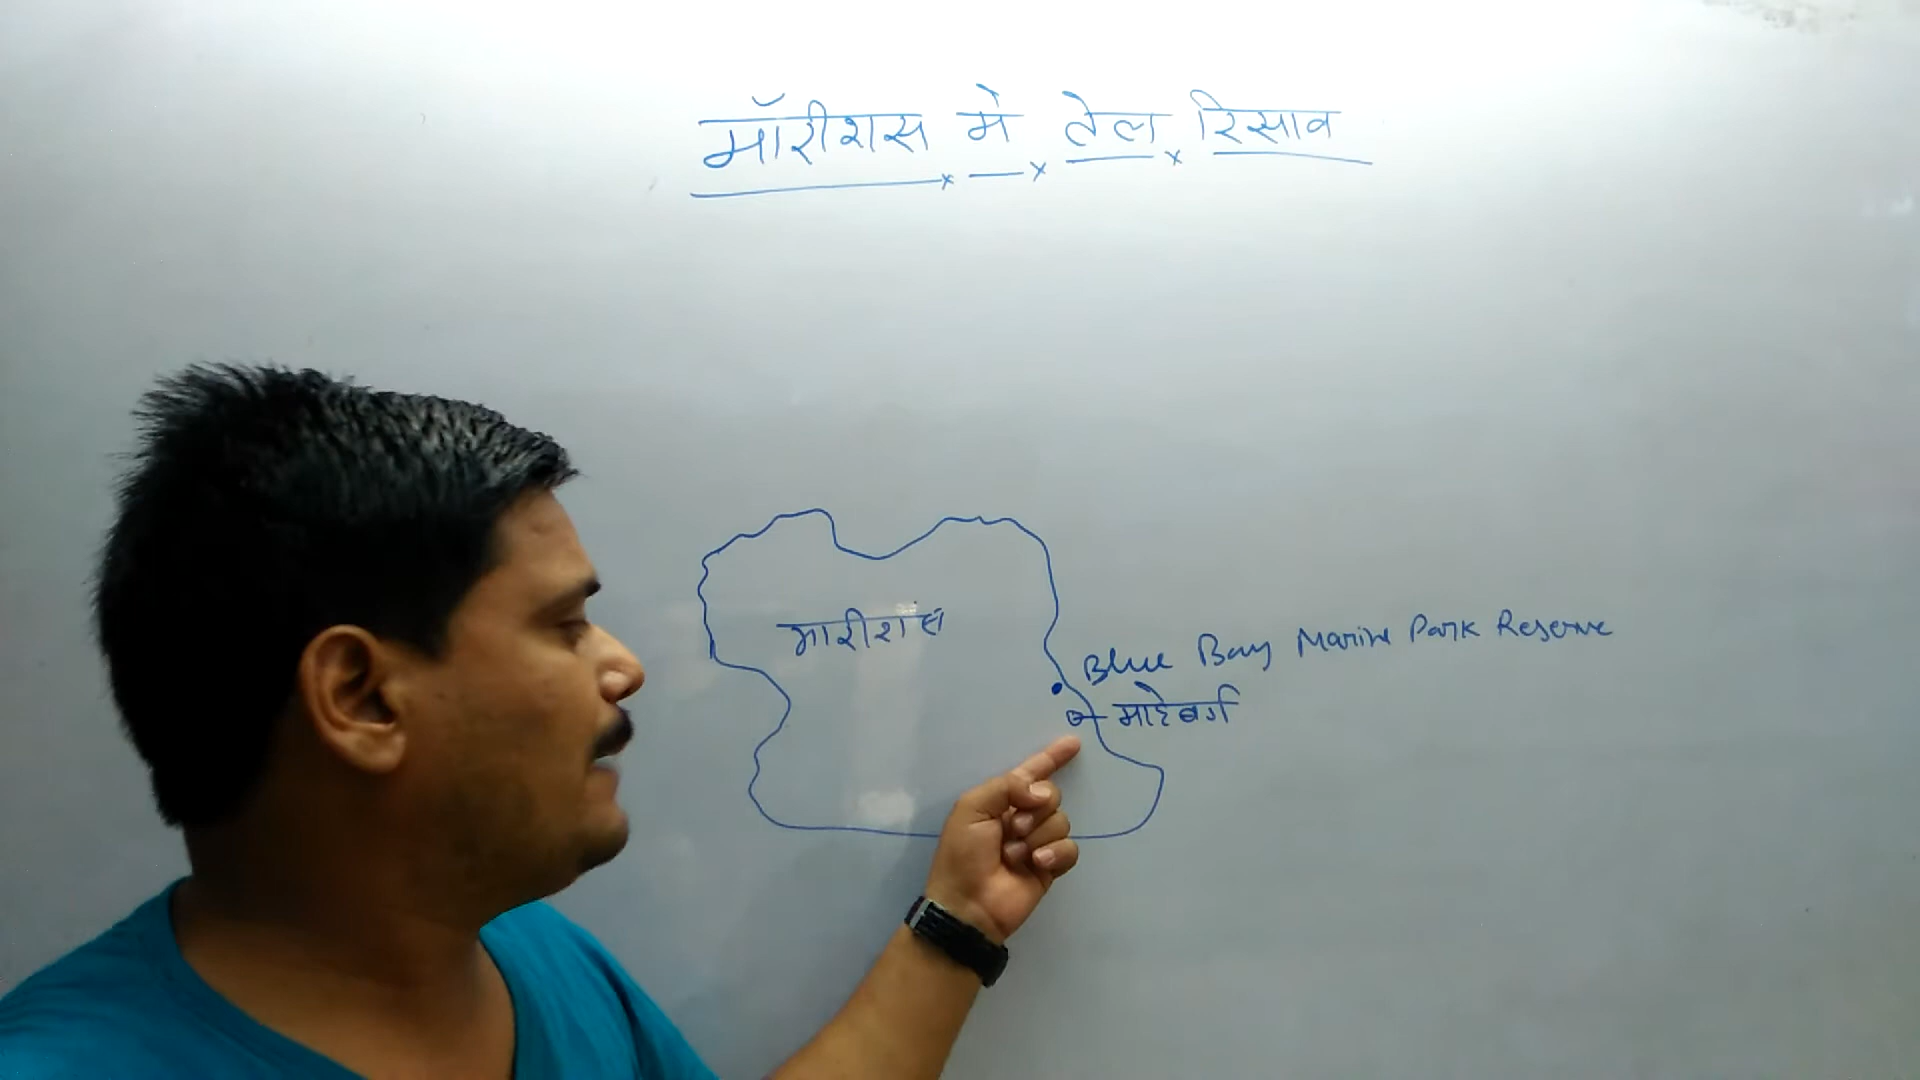 मॉरीशस मे तेल रिसाव
मारीशस
Blue Bay Marine Park Reserve
माहेबर्ग